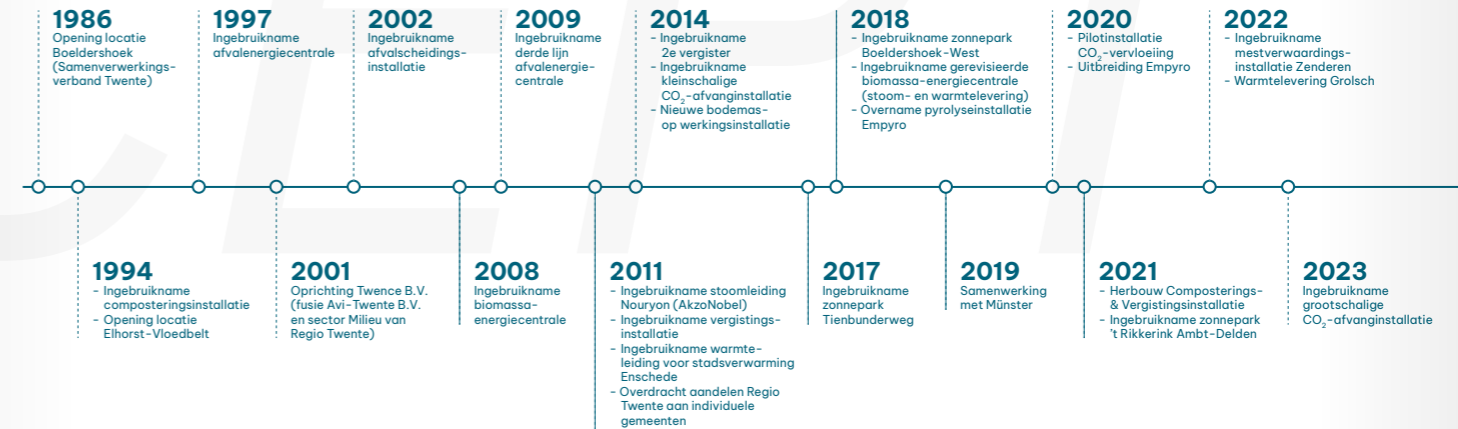 1986
Opening locatie
Boeldershoek
(Samenverwerkings-
verband Twente)
1997
Ingebruikname
afvalenergiecentrale
2002
Ingebruikname
afvalscheidings-
installatie
2009
Ingebruikname
derde lijn
afvalenergie-
centrale
2014
- Ingebruikname
2e vergister
- Ingebruikname
kleinschalige
CO₂-afvanginstallatie
- Nieuwe bodemas-
op werkingsinstallatie
2018
- Ingebruikname zonnepark
Boeldershoek-West
- Ingebruikname gereviseerde
biomassa-energiecentrale
(stoom- en warmtelevering)
- Overname pyrolyseinstallatie
Empyro
2020
- Pilotinstallatie
CO₂-vervloeiing
- Uitbreiding Empyro
2022
- Ingebruikname
mestverwaardings-
installatie Zenderen
- Warmtelevering Grolsch
1994
- Ingebruikname
composteringsinstallatie
- Opening locatie
Elhorst-Vloedbelt
2001
Oprichting Twence B.V.
(fusie Avi-Twente B.V.
en sector Milieu van
Regio Twente)
2008
Ingebruikname
biomassa-
energiecentrale
2011
- Ingebruikname stoomleiding
Nouryon (AkzoNobel)
- Ingebruikname vergistings-
installatie
- Ingebruikname warmte-
leiding voor stadsverwarming
Enschede
- Overdracht aandelen Regio
Twente aan individuele
gemeenten
2017
Ingebruikname
zonnepark
Tienbunderweg
2019
Samenwerking
met Münster
2021
- Herbouw Composterings-
& Vergistingsinstallatie
- Ingebruikname zonnepark
't Rikkerink Ambt-Delden
2023
Ingebruikname
grootschalige
CO₂-afvanginstallatie